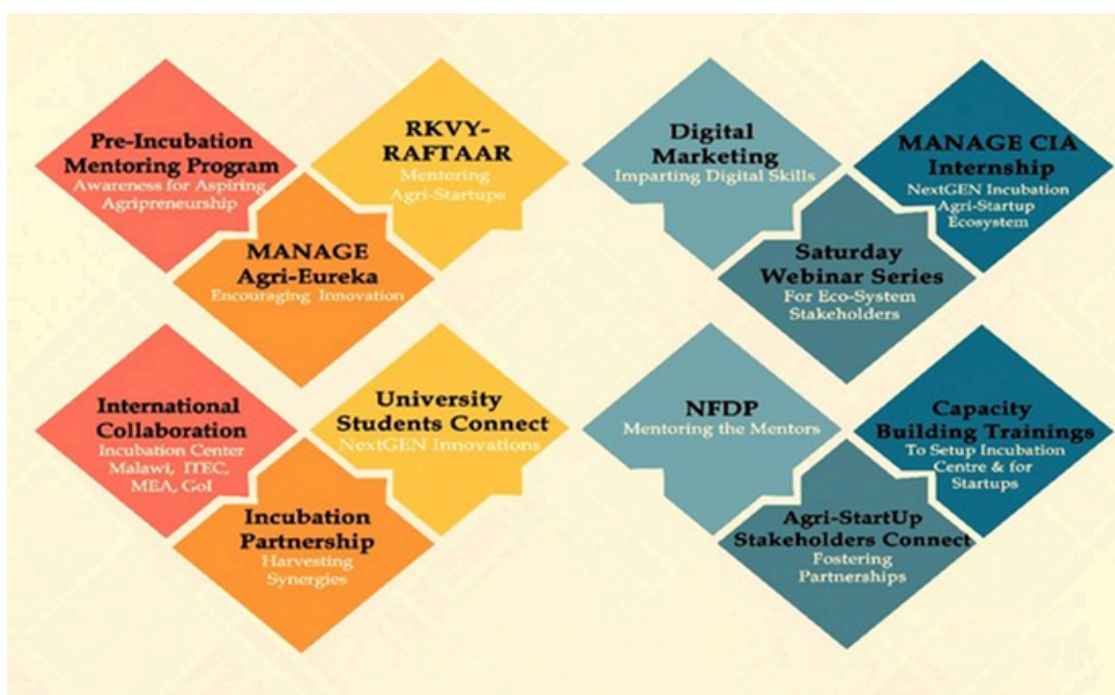 Pre-Incubation
Mentoring Program
Awareness for Aspiring
Agripreneurship
RKVY-
RAFTAAR
Mentoring
Agri-Startups
MANAGE
Agri-Eureka
Encouraging Innovation
Digital
Marketing
Imparting Digital Skills
MANAGE CIA
Internship
NextGEN Incubation
Agri-Startup
Ecosystem
Saturday
Webinar Series
For Eco-System
Stakeholders
International
Collaboration
Incubation Center
Malawi, ITEC,
MEA, GoI
University
Students Connect
NextGEN Innovations
Incubation
Partnership
Harvesting
Synergies
NFDP
Mentoring the Mentors
Capacity
Building Trainings
To Setup Incubation
Centre & for
Startups
Agri-StartUp
Stakeholders Connect
Fostering
Partnerships